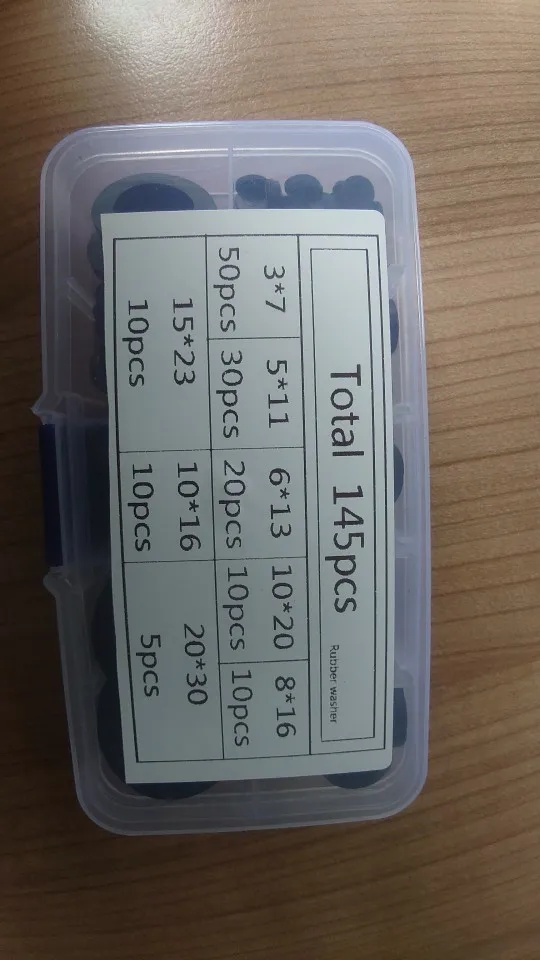 Total 145pcs Rubber washer
3*7 5*11 6*13 10*20 8*16
50pcs 30pcs 20pcs 10pcs 10pcs
15*23 10*16 20*30
10pcs 10pcs 5pcs